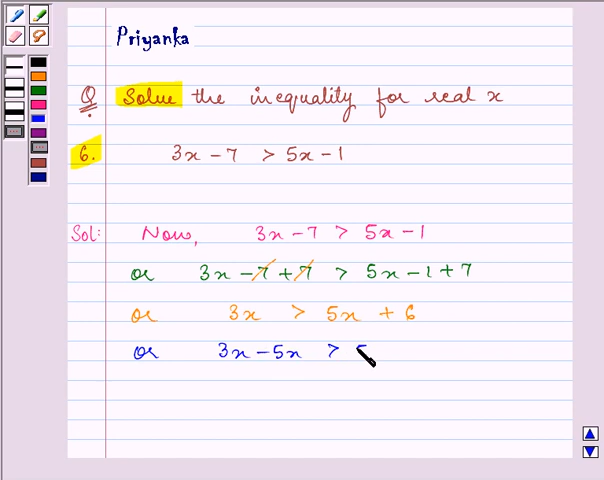 Priyanka
Q Solve the inequality for real x
6. 3x - 7 > 5x - 1
Sol: Now, 3x - 7 > 5x - 1
or 3x - 7 + 7 > 5x - 1 + 7
or 3x > 5x + 6
or 3x - 5x > 5